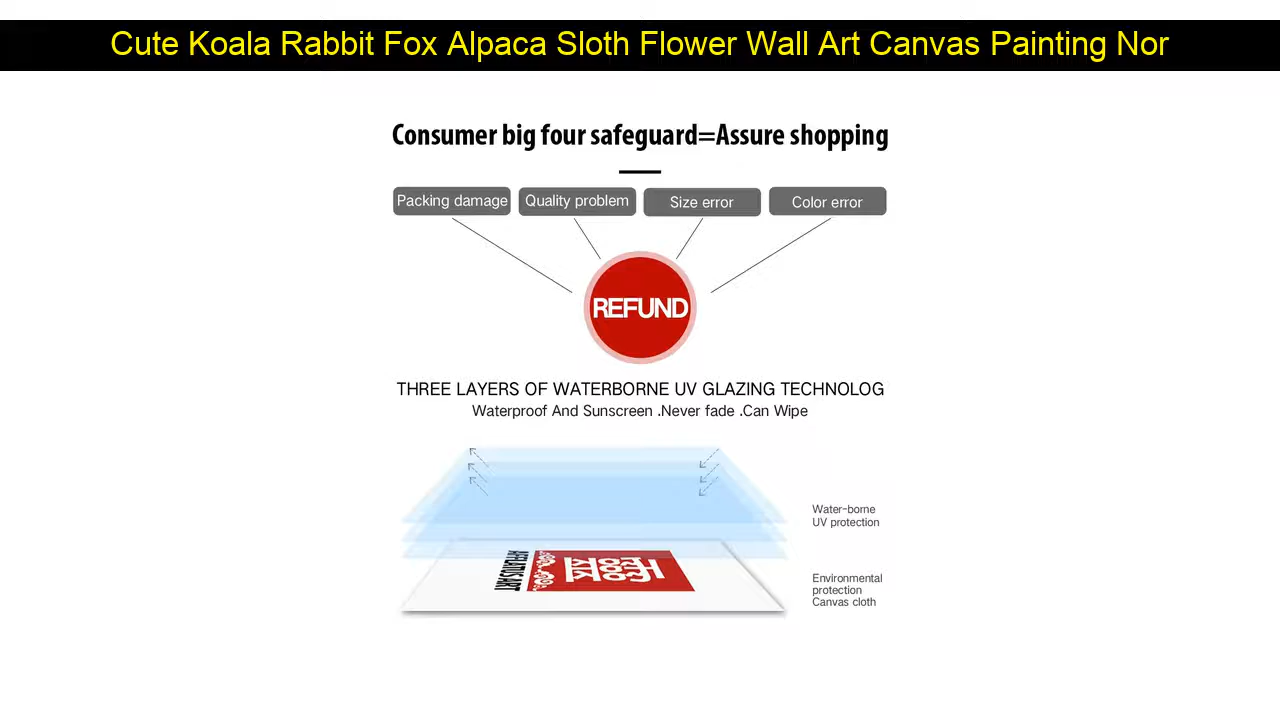 Cute Koala Rabbit Fox Alpaca Sloth Flower Wall Art Canvas Painting Nor
Consumer big four safeguard=Assure shopping
Packing damage
Quality problem
Size error
Color error
REFUND
THREE LAYERS OF WATERBORNE UV GLAZING TECHNOLOG
Waterproof And Sunscreen .Never fade .Can Wipe
Water-borne
UV protection
AFFLATUS ART
Environmental
protection
Canvas cloth